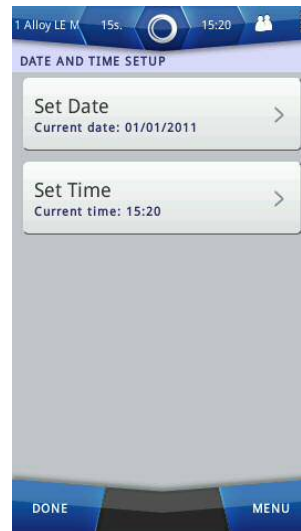 1 Alloy LE M 15s. 15:20
DATE AND TIME SETUP
Set Date
Current date: 01/01/2011
Set Time
Current time: 15:20
DONE MENU